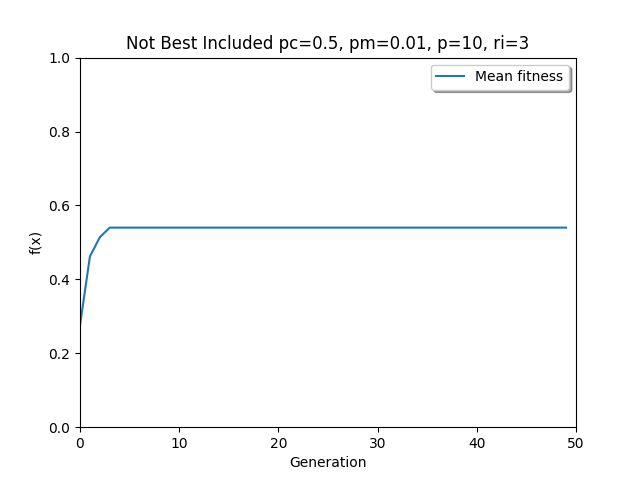 Not Best Included pc=0.5, pm=0.01, p=10, ri=3
Mean fitness
1.0
0.8
0.6
0.4
0.2
0.0
f(x)
0 10 20 30 40 50
Generation